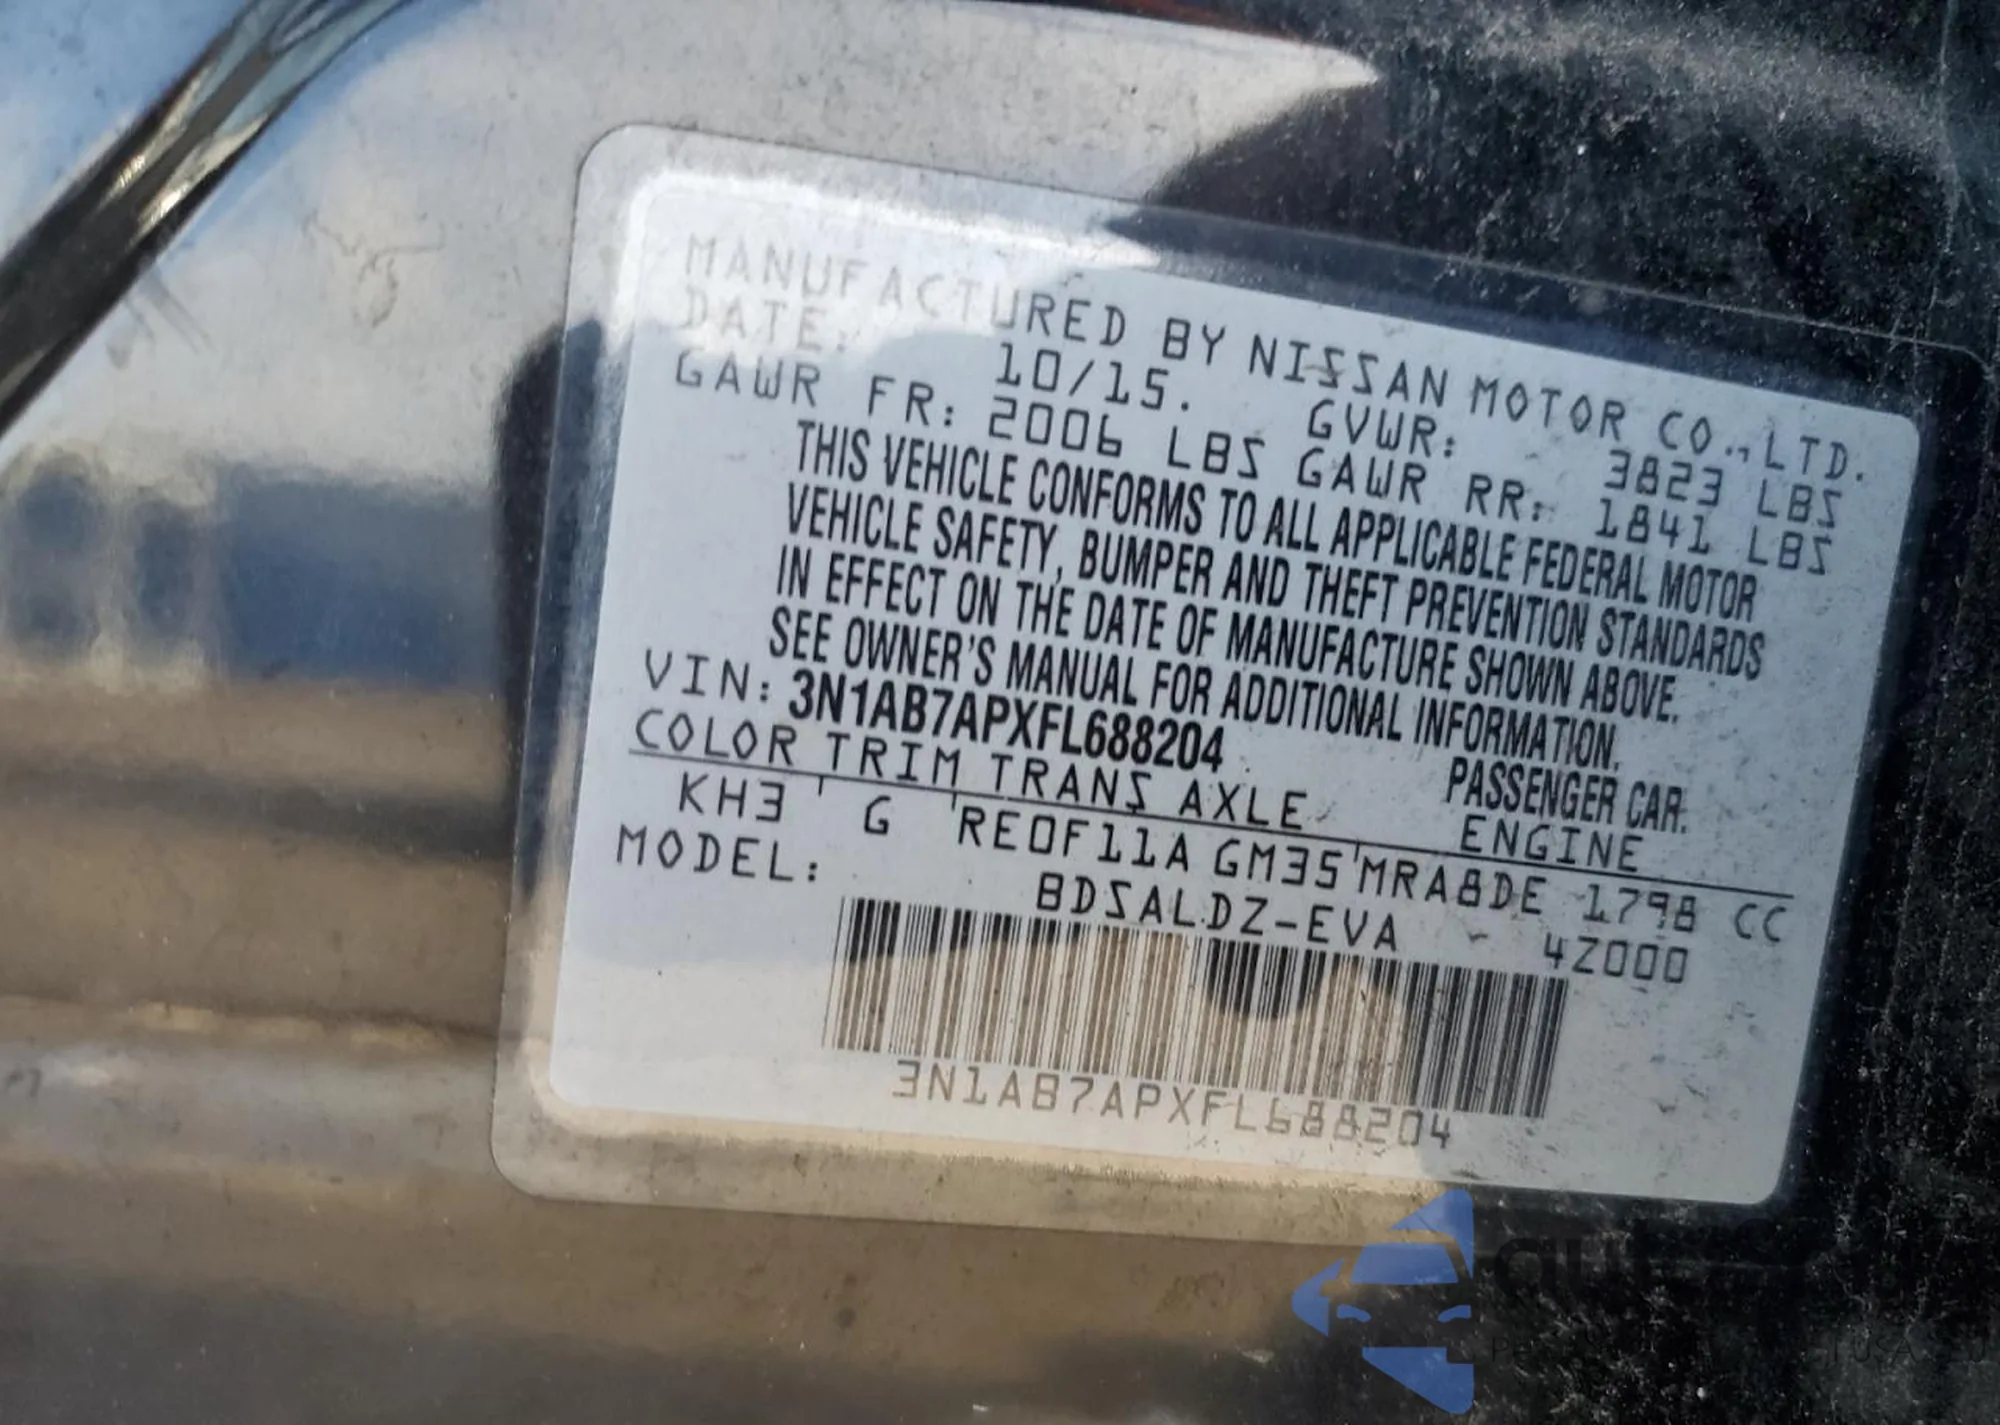 MANUFACTURED BY NISSAN MOTOR CO.,LTD.
DATE: 10/15. GVWR: 3823 LBS
GAWR FR: 2006 LBS GAWR RR: 1841 LBS
THIS VEHICLE CONFORMS TO ALL APPLICABLE FEDERAL MOTOR
VEHICLE SAFETY, BUMPER AND THEFT PREVENTION STANDARDS
IN EFFECT ON THE DATE OF MANUFACTURE SHOWN ABOVE.
SEE OWNER'S MANUAL FOR ADDITIONAL INFORMATION.
VIN: 3N1AB7APXFL688204 PASSENGER CAR.
COLOR TRIM TRANS AXLE ENGINE
KH3 G RE0F11A GM35 MRA8DE 1798 CC
MODEL: BDSALDZ-EVA - 4Z000
3N1AB7APXFL688204